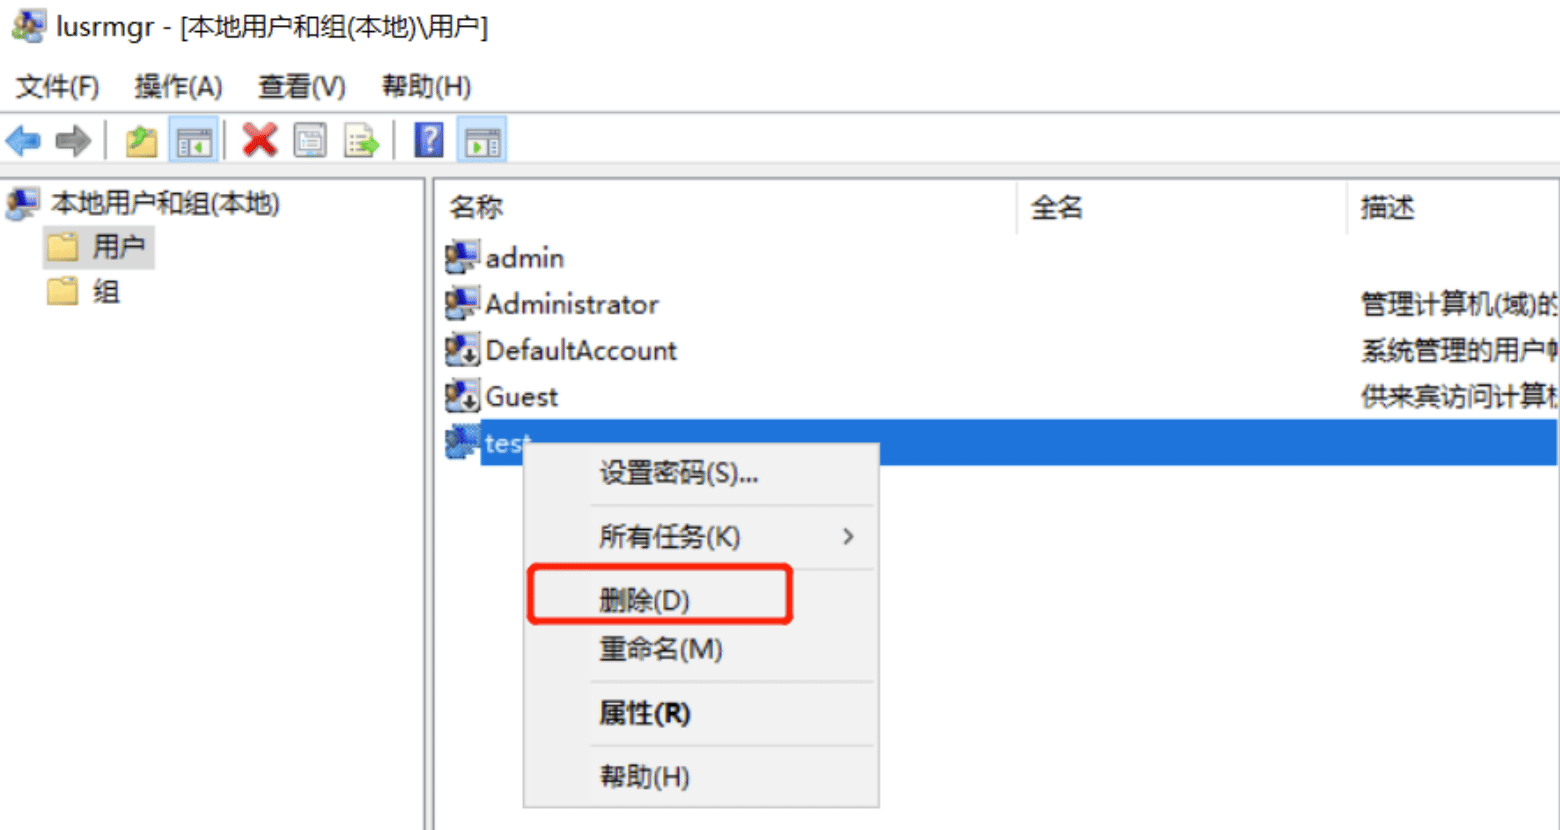 lusrmgr - [本地用户和组(本地)\用户]
文件(F) 操作(A) 查看(V) 帮助(H)
本地用户和组(本地)
用户
组
名称 全名 描述
admin
Administrator 管理计算机(域)的
DefaultAccount 系统管理的用户
Guest 供来宾访问计算
test
设置密码(S)...
所有任务(K)
删除(D)
重命名(M)
属性(R)
帮助(H)